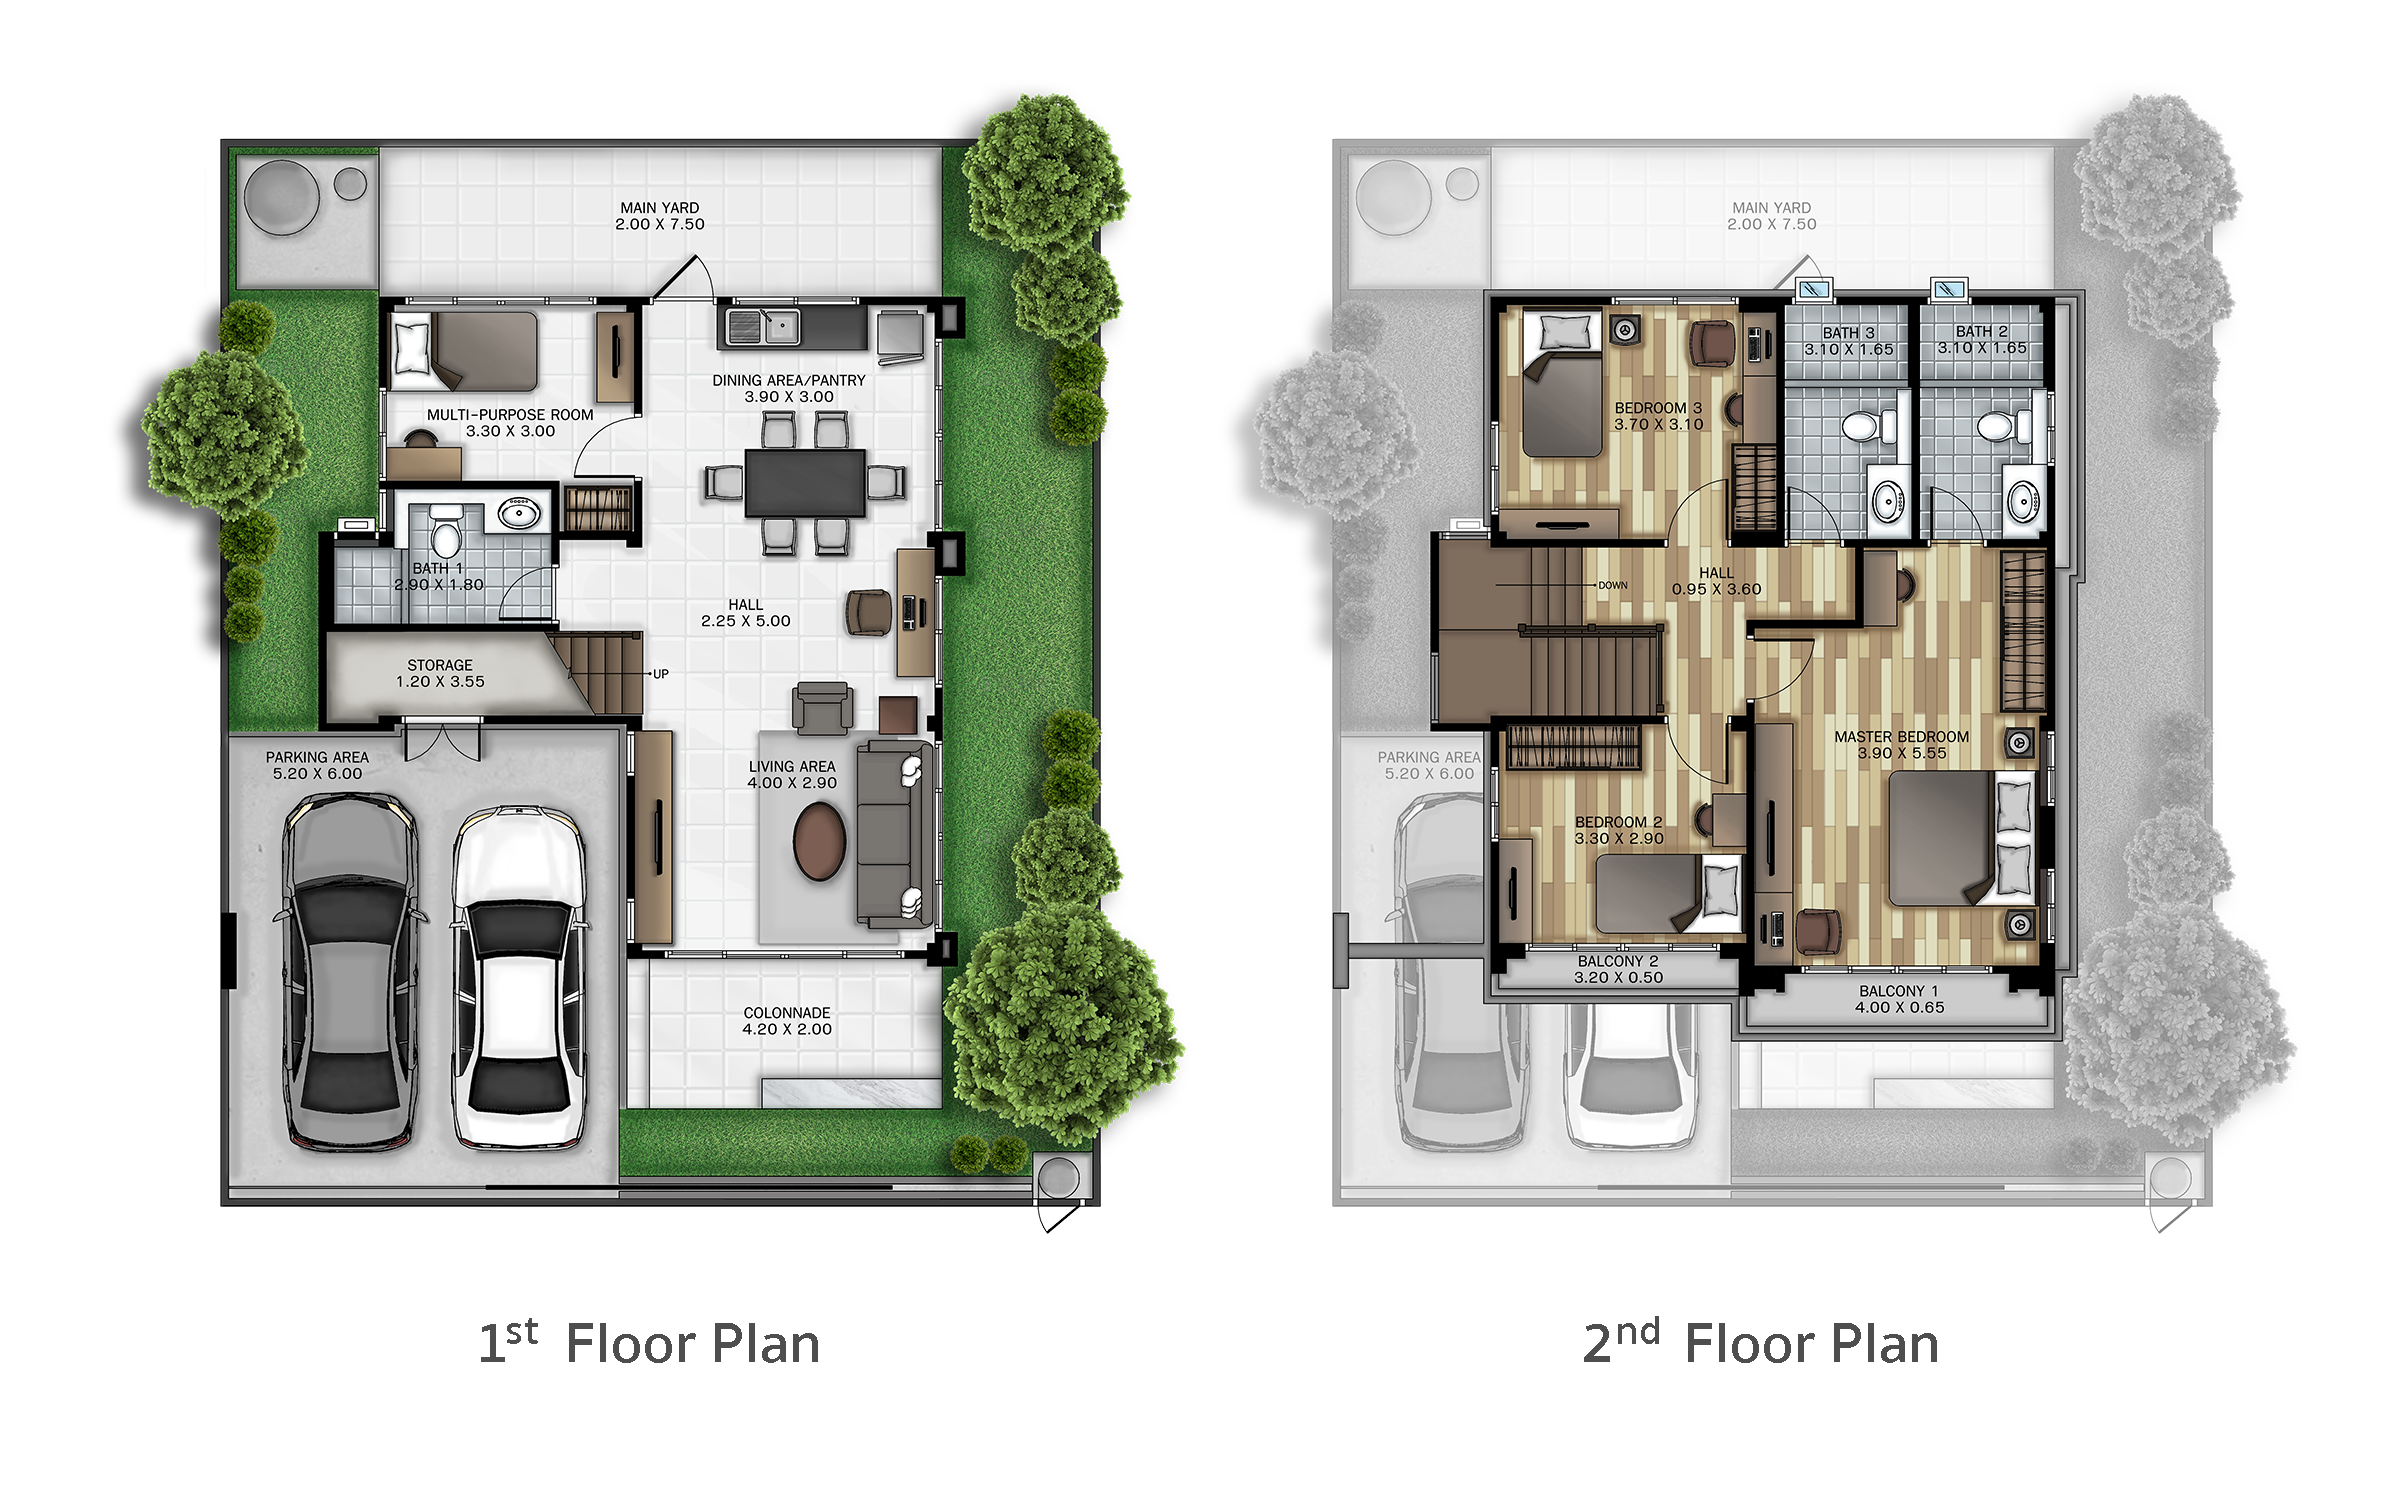 MAIN YARD
2.00 X 7.50
DINING AREA/PANTRY
3.90 X 3.00
MULTI-PURPOSE ROOM
3.30 X 3.00
BATH 1
2.90 X 1.80
HALL
2.25 X 5.00
STORAGE
1.20 X 3.55
UP
PARKING AREA
5.20 X 6.00
LIVING AREA
4.00 X 2.90
COLONNADE
4.20 X 2.00
1st Floor Plan
MAIN YARD
2.00 X 7.50
BATH 3
3.10 X 1.65
BATH 2
3.10 X 1.65
BEDROOM 3
3.70 X 3.10
DOWN
HALL
0.95 X 3.60
PARKING AREA
5.20 X 6.00
MASTER BEDROOM
3.90 X 5.55
BEDROOM 2
3.30 X 2.90
BALCONY 2
3.20 X 0.50
BALCONY 1
4.00 X 0.65
2nd Floor Plan